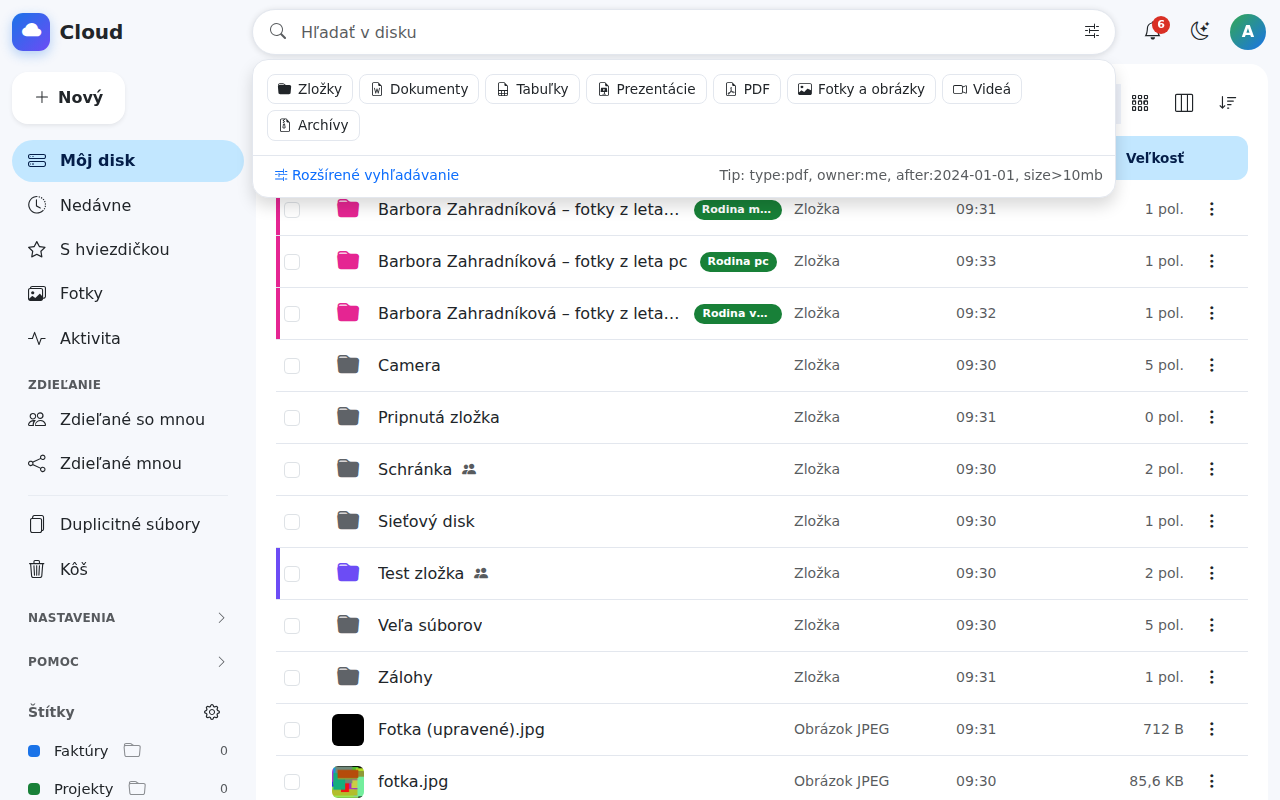 Cloud
Hľadať v disku
6
A
Nový
Zložky
Dokumenty
Tabuľky
Prezentácie
PDF
Fotky a obrázky
Videá
Archívy
Rozšírené vyhľadávanie
Tip: type:pdf, owner:me, after:2024-01-01, size>10mb
Veľkosť
Môj disk
Nedávne
S hviezdičkou
Fotky
Aktivita
ZDIEĽANIE
Zdieľané so mnou
Zdieľané mnou
Duplicitné súbory
Kôš
NASTAVENIA
POMOC
Štítky
Faktúry 0
Projekty 0
Barbora Zahradníková – fotky z leta… Rodina m… Zložka 09:31 1 pol.
Barbora Zahradníková – fotky z leta pc Rodina pc Zložka 09:33 1 pol.
Barbora Zahradníková – fotky z leta… Rodina v… Zložka 09:32 1 pol.
Camera Zložka 09:30 5 pol.
Pripnutá zložka Zložka 09:31 0 pol.
Schránka Zložka 09:30 2 pol.
Sieťový disk Zložka 09:30 1 pol.
Test zložka Zložka 09:30 2 pol.
Veľa súborov Zložka 09:30 5 pol.
Zálohy Zložka 09:30 1 pol.
Fotka (upravené).jpg Obrázok JPEG 09:31 712 B
fotka.jpg Obrázok JPEG 09:30 85,6 KB